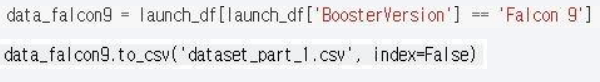 data_falcon9 = launch_df[launch_df['BoosterVersion'] == 'Falcon 9']
data_falcon9.to_csv('dataset_part_1.csv', index=False)